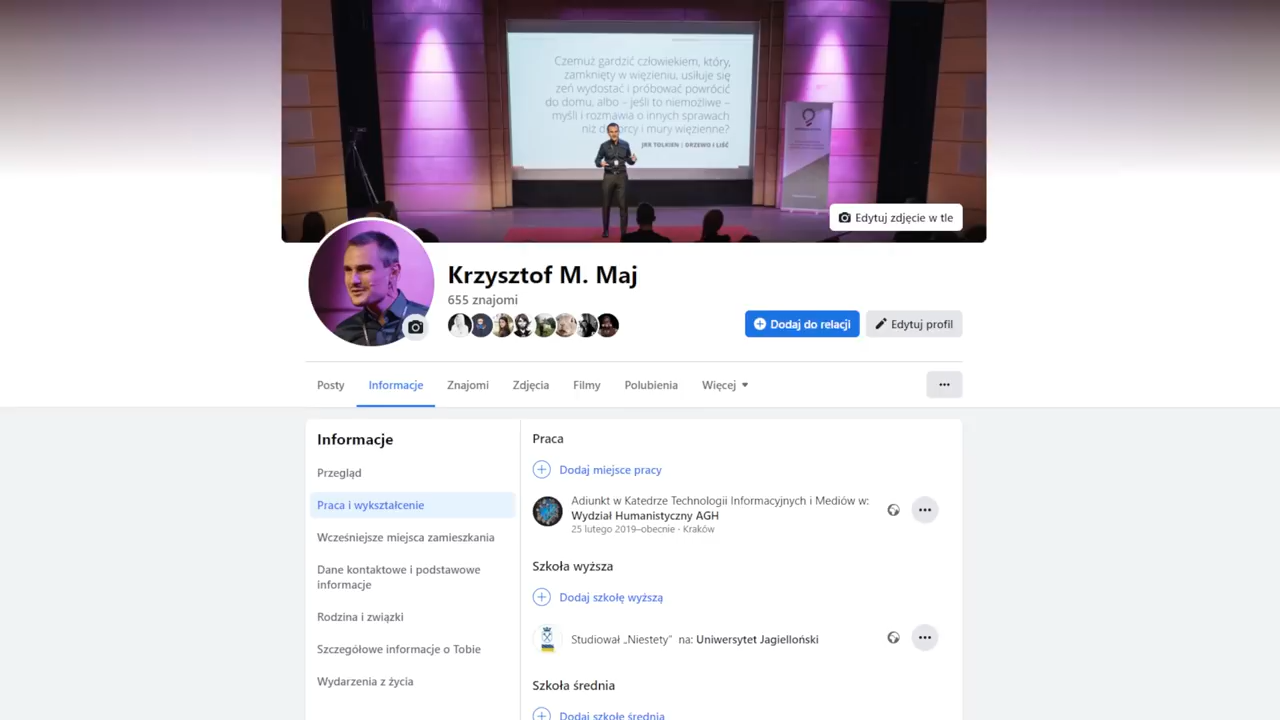 Czemuż gardzić człowiekiem, który,
zamknięty w więzieniu, usiłuje się
zeń wydostać i próbować powrócić
do domu, albo – jeśli to niemożliwe –
myśli i rozmawia o innych sprawach
niż d orcy i mury więzienne?
JRR TOLKIEN | DRZEWO I LIŚĆ
Edytuj zdjęcie w tle
Krzysztof M. Maj
655 znajomi
Dodaj do relacji
Edytuj profil
Posty
Informacje
Znajomi
Zdjęcia
Filmy
Polubienia
Więcej
Informacje
Przegląd
Praca i wykształcenie
Wcześniejsze miejsca zamieszkania
Dane kontaktowe i podstawowe
informacje
Rodzina i związki
Szczegółowe informacje o Tobie
Wydarzenia z życia
Praca
Dodaj miejsce pracy
Adiunkt w Katedrze Technologii Informacyjnych i Mediów w:
Wydział Humanistyczny AGH
25 lutego 2019–obecnie · Kraków
Szkoła wyższa
Dodaj szkołę wyższą
Studiował „Niestety” na: Uniwersytet Jagielloński
Szkoła średnia
Dodaj szkołę średnią